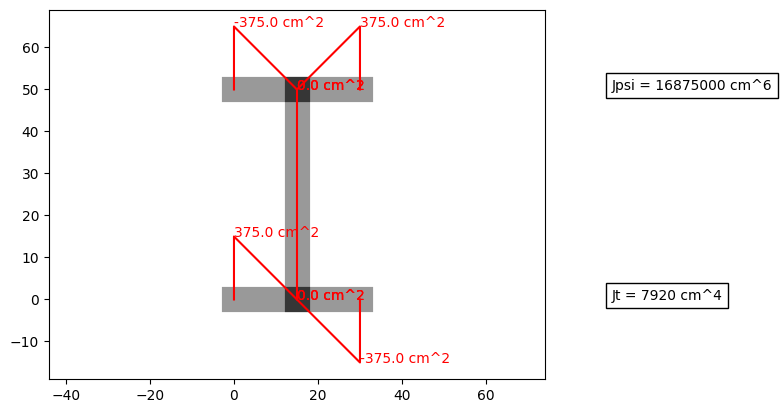 -375.0 cm^2 375.0 cm^2
60
50
0.0 cm^2
Jpsi = 16875000 cm^6
40
30
20
375.0 cm^2
10
0
0.0 cm^2
Jt = 7920 cm^4
−10
-375.0 cm^2
−40 −20 0 20 40 60